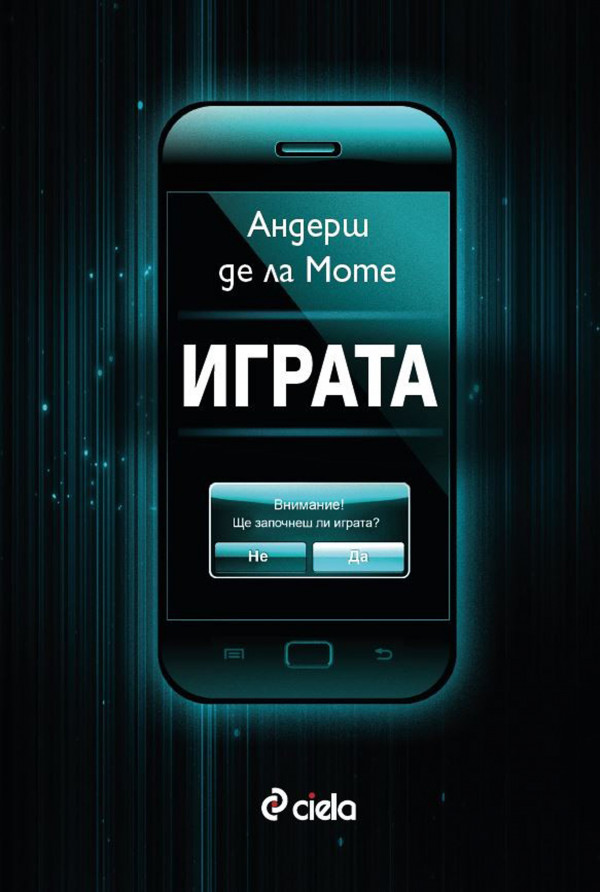 Андерш
де ла Моте
ИГРАТА
Внимание!
Ще започнеш ли играта?
Не Да
ciela